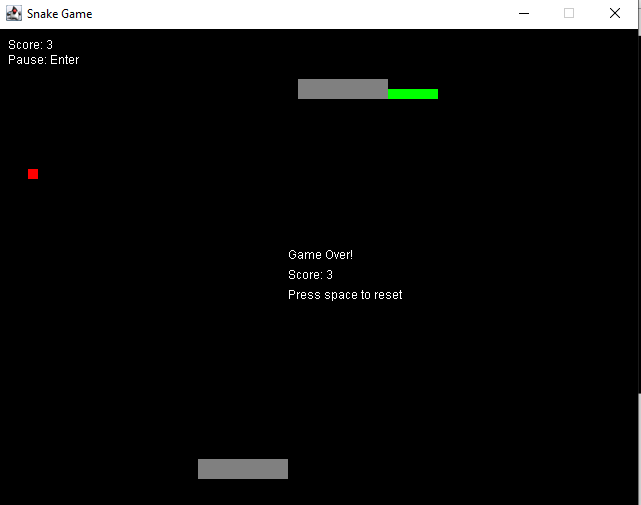 Snake Game
Score: 3
Pause: Enter
Game Over!
Score: 3
Press space to reset